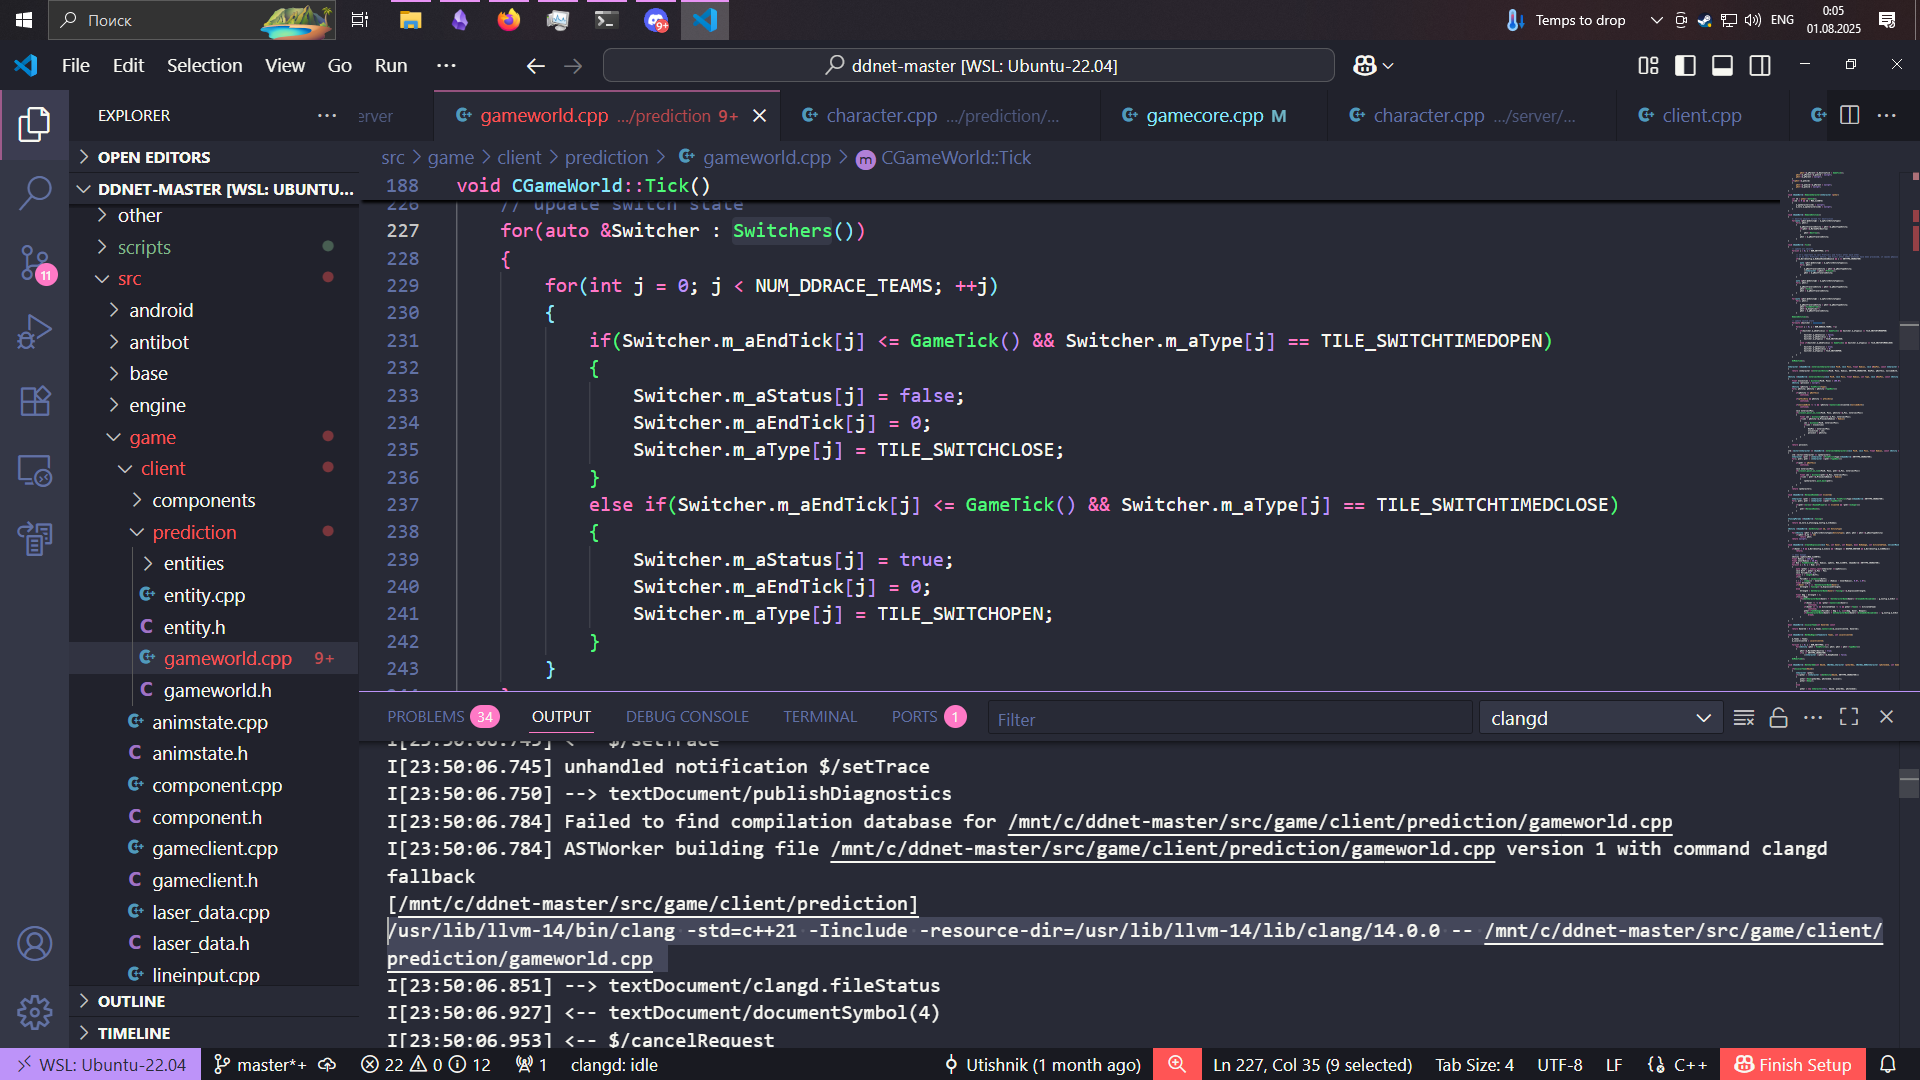 Поиск
9+
Temps to drop
ENG
0:05
01.08.2025
File Edit Selection View Go Run ...
ddnet-master [WSL: Ubuntu-22.04]
EXPLORER
erver
gameworld.cpp .../prediction 9+
character.cpp .../prediction/...
gamecore.cpp M
character.cpp .../server/...
client.cpp
OPEN EDITORS
DDNET-MASTER [WSL: UBUNTU...
other
scripts
src
android
antibot
base
engine
game
client
components
prediction
entities
entity.cpp
entity.h
gameworld.cpp 9+
gameworld.h
animstate.cpp
animstate.h
component.cpp
component.h
gameclient.cpp
gameclient.h
laser_data.cpp
laser_data.h
lineinput.cpp
OUTLINE
TIMELINE
11
src > game > client > prediction > gameworld.cpp > CGameWorld::Tick
188 void CGameWorld::Tick()
226 // update switch state
227 for(auto &Switcher : Switchers())
228 {
229 for(int j = 0; j < NUM_DDRACE_TEAMS; ++j)
230 {
231 if(Switcher.m_aEndTick[j] <= GameTick() && Switcher.m_aType[j] == TILE_SWITCHTIMEDOPEN)
232 {
233 Switcher.m_aStatus[j] = false;
234 Switcher.m_aEndTick[j] = 0;
235 Switcher.m_aType[j] = TILE_SWITCHCLOSE;
236 }
237 else if(Switcher.m_aEndTick[j] <= GameTick() && Switcher.m_aType[j] == TILE_SWITCHTIMEDCLOSE)
238 {
239 Switcher.m_aStatus[j] = true;
240 Switcher.m_aEndTick[j] = 0;
241 Switcher.m_aType[j] = TILE_SWITCHOPEN;
242 }
243 }
PROBLEMS 34 OUTPUT DEBUG CONSOLE TERMINAL PORTS 1
Filter
clangd
I[23:50:06.745] <-- $/setTrace
I[23:50:06.745] unhandled notification $/setTrace
I[23:50:06.750] --> textDocument/publishDiagnostics
I[23:50:06.784] Failed to find compilation database for /mnt/c/ddnet-master/src/game/client/prediction/gameworld.cpp
I[23:50:06.784] ASTWorker building file /mnt/c/ddnet-master/src/game/client/prediction/gameworld.cpp version 1 with command clangd
fallback
[/mnt/c/ddnet-master/src/game/client/prediction]
/usr/lib/llvm-14/bin/clang -std=c++21 -Iinclude -resource-dir=/usr/lib/llvm-14/lib/clang/14.0.0 -- /mnt/c/ddnet-master/src/game/client/
prediction/gameworld.cpp
I[23:50:06.851] --> textDocument/clangd.fileStatus
I[23:50:06.927] <-- textDocument/documentSymbol(4)
I[23:50:06.953] <-- $/cancelRequest
WSL: Ubuntu-22.04
master*+
22 0 12
1
clangd: idle
Utishnik (1 month ago)
Ln 227, Col 35 (9 selected)
Tab Size: 4
UTF-8
LF
C++
Finish Setup